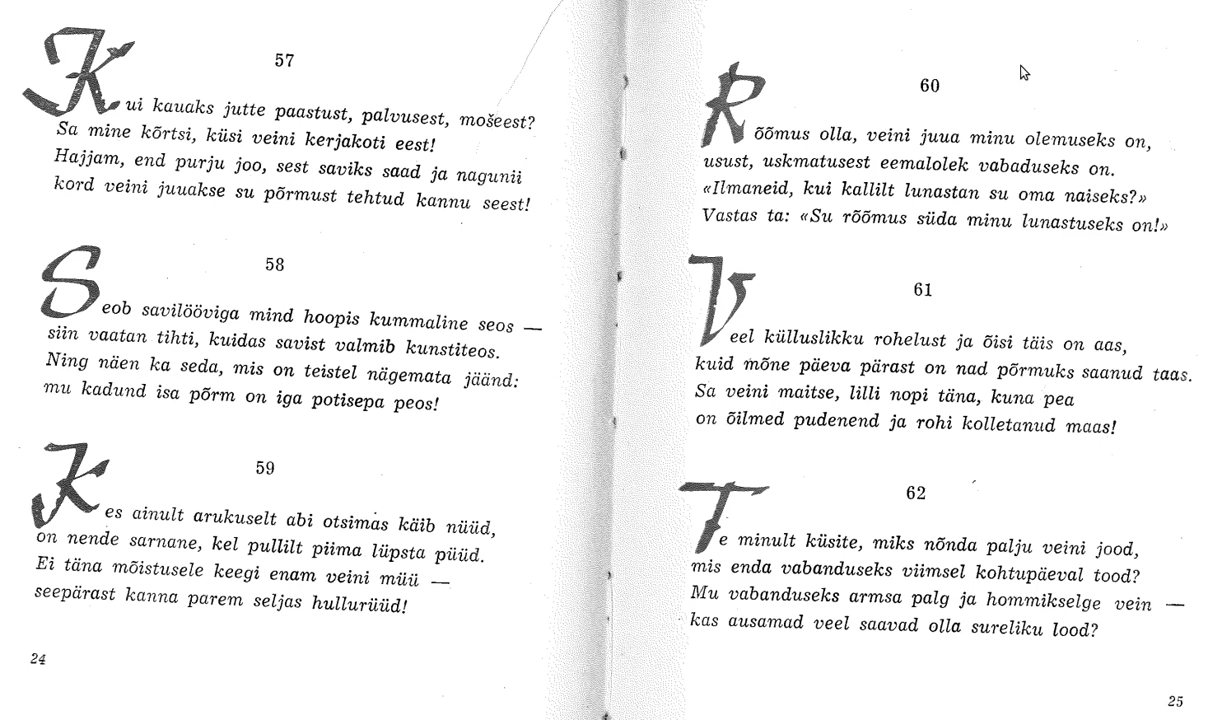 57
Kui kauaks jutte paastust, palvusest, mošeest?
Sa mine kõrtsi, küsi veini kerjakoti eest!
Hajjam, end purju joo, sest saviks saad ja nagunii
kord veini juuakse su põrmust tehtud kannu seest!
58
Seob savilööviga mind hoopis kummaline seos —
siin vaatan tihti, kuidas savist valmib kunstiteos.
Ning näen ka seda, mis on teistel nägemata jäänd:
mu kadund isa põrm on iga potisepa peos!
59
Kes ainult arukuselt abi otsimas käib nüüd,
on nende sarnane, kel pullilt piima lüpsta püüd.
Ei täna mõistusele keegi enam veini müü —
seepärast kanna parem seljas hullurüüd!
24
60
Rõõmus olla, veini juua minu olemuseks on,
usust, uskmatusest eemalolek vabaduseks on.
«Ilmaneid, kui kallilt lunastan su oma naiseks?»
Vastas ta: «Su rõõmus süda minu lunastuseks on!»
61
Veel külluslikku rohelust ja õisi täis on aas,
kuid mõne päeva pärast on nad põrmuks saanud taas.
Sa veini maitse, lilli nopi täna, kuna pea
on õilmed pudenend ja rohi kolletanud maas!
62
Te minult küsite, miks nõnda palju veini jood,
mis enda vabanduseks viimsel kohtupäeval tood?
Mu vabanduseks armsa palg ja hommikselge vein —
kas ausamad veel saavad olla sureliku lood?
25